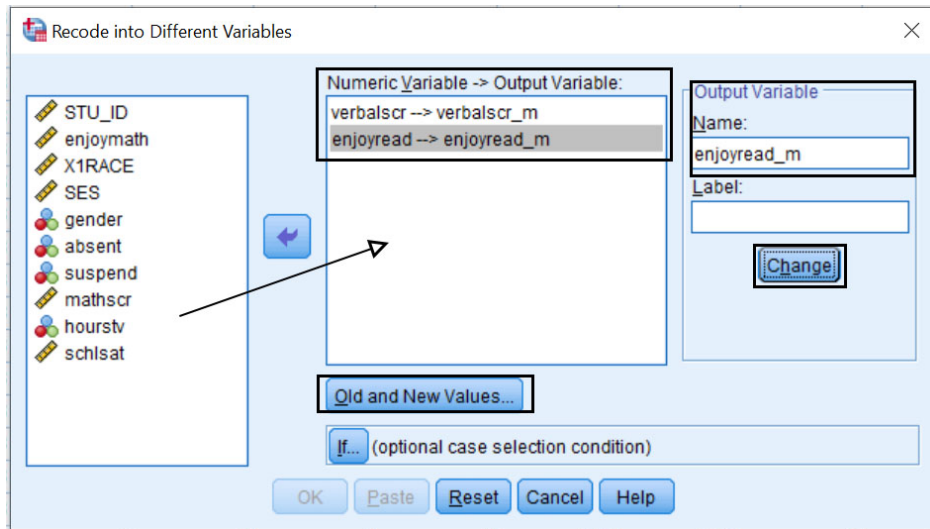 Recode into Different Variables
STU_ID
enjoymath
X1RACE
SES
gender
absent
suspend
mathscr
hourstv
schlsat
Numeric Variable -> Output Variable:
verbalscr --> verbalscr_m
enjoyread --> enjoyread_m
Output Variable
Name:
enjoyread_m
Label:
Change
Old and New Values...
If... (optional case selection condition)
OK Paste Reset Cancel Help